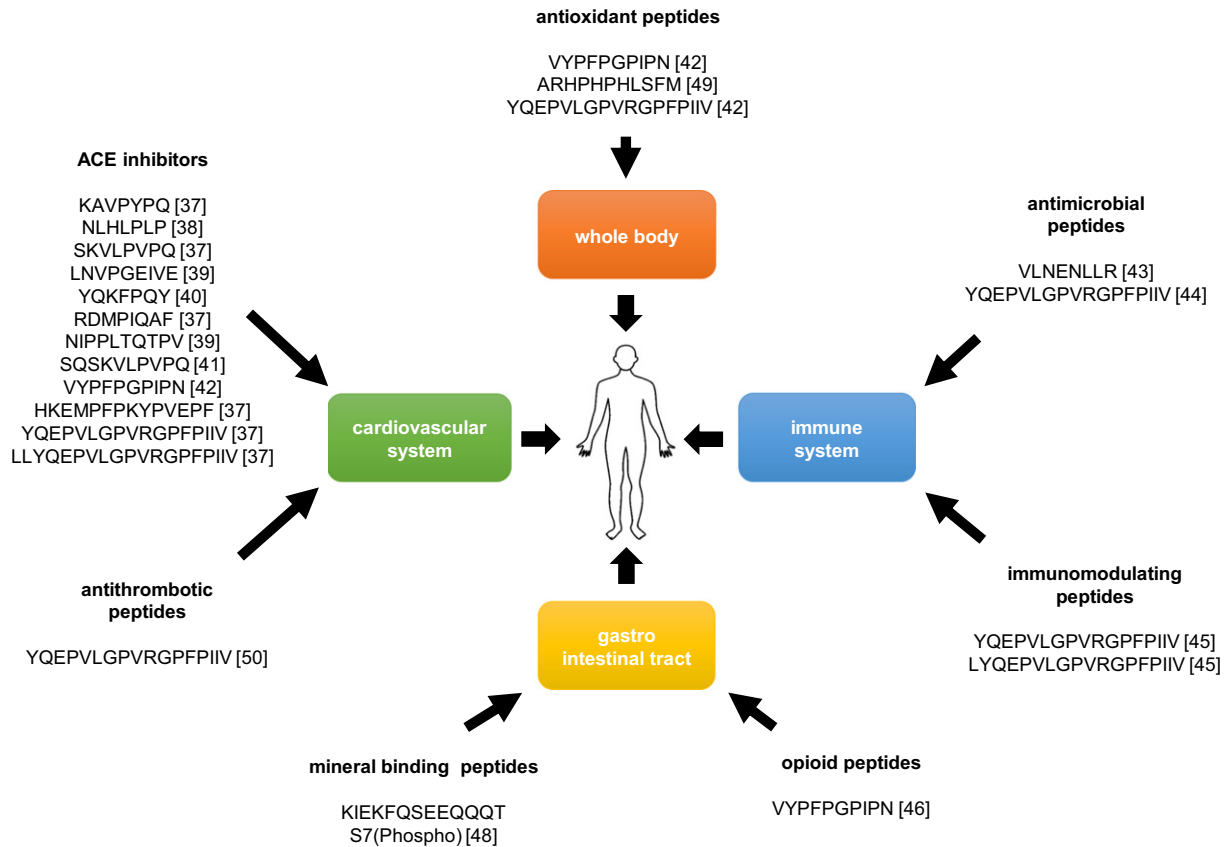 antioxidant peptides
VYPFPGPIPN [42]
ARHPHPHLSFM [49]
YQEPVLGPVRGPFPIIV [42]
whole body
ACE inhibitors
KAVPYPQ [37]
NLHLPLP [38]
SKVLPVPQ [37]
LNVPGEIVE [39]
YQKFPQY [40]
RDMPIQAF [37]
NIPPLTQTPV [39]
SQSKVLPVPQ [41]
VYPFPGPIPN [42]
HKEMPFPKYPVEPF [37]
YQEPVLGPVRGPFPIIV [37]
LLYQEPVLGPVRGPFPIIV [37]
cardiovascular
system
antimicrobial
peptides
VLNENLLR [43]
YQEPVLGPVRGPFPIIV [44]
immune
system
antithrombotic
peptides
YQEPVLGPVRGPFPIIV [50]
immunomodulating
peptides
YQEPVLGPVRGPFPIIV [45]
LYQEPVLGPVRGPFPIIV [45]
gastro
intestinal tract
mineral binding peptides
KIEKFQSEEQQQT
S7(Phospho) [48]
opioid peptides
VYPFPGPIPN [46]